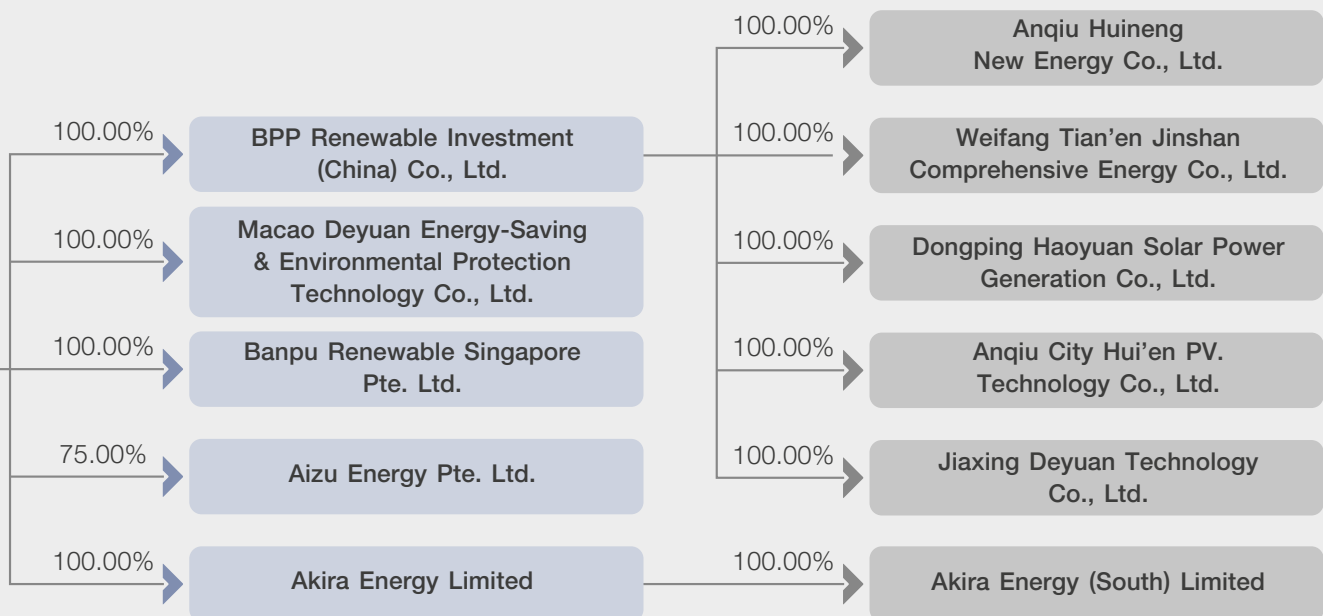 100.00%
BPP Renewable Investment
(China) Co., Ltd.
100.00%
Macao Deyuan Energy-Saving
& Environmental Protection
Technology Co., Ltd.
100.00%
Banpu Renewable Singapore
Pte. Ltd.
75.00%
Aizu Energy Pte. Ltd.
100.00%
Akira Energy Limited
100.00%
Anqiu Huineng
New Energy Co., Ltd.
100.00%
Weifang Tian’en Jinshan
Comprehensive Energy Co., Ltd.
100.00%
Dongping Haoyuan Solar Power
Generation Co., Ltd.
100.00%
Anqiu City Hui’en PV.
Technology Co., Ltd.
100.00%
Jiaxing Deyuan Technology
Co., Ltd.
100.00%
Akira Energy (South) Limited